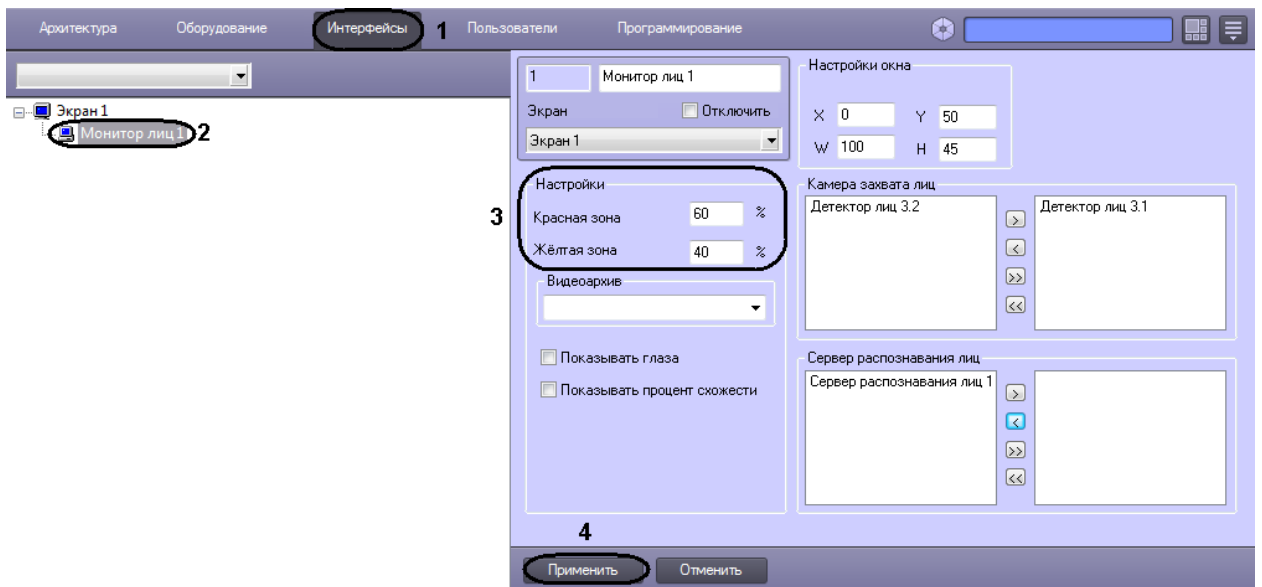 Архитектура Оборудование Интерфейсы 1 Пользователи Программирование
Экран 1
Монитор лиц 1 2
1 Монитор лиц 1
Экран Отключить
Экран 1
Настройки окна
X 0 Y 50
W 100 H 45
3
Настройки
Красная зона 60 %
Жёлтая зона 40 %
Видеоархив
Показывать глаза
Показывать процент схожести
Камера захвата лиц
Детектор лиц 3.2 > Детектор лиц 3.1
<
>>
<<
Сервер распознавания лиц
Сервер распознавания лиц 1 >
<
>>
<<
4
Применить Отменить